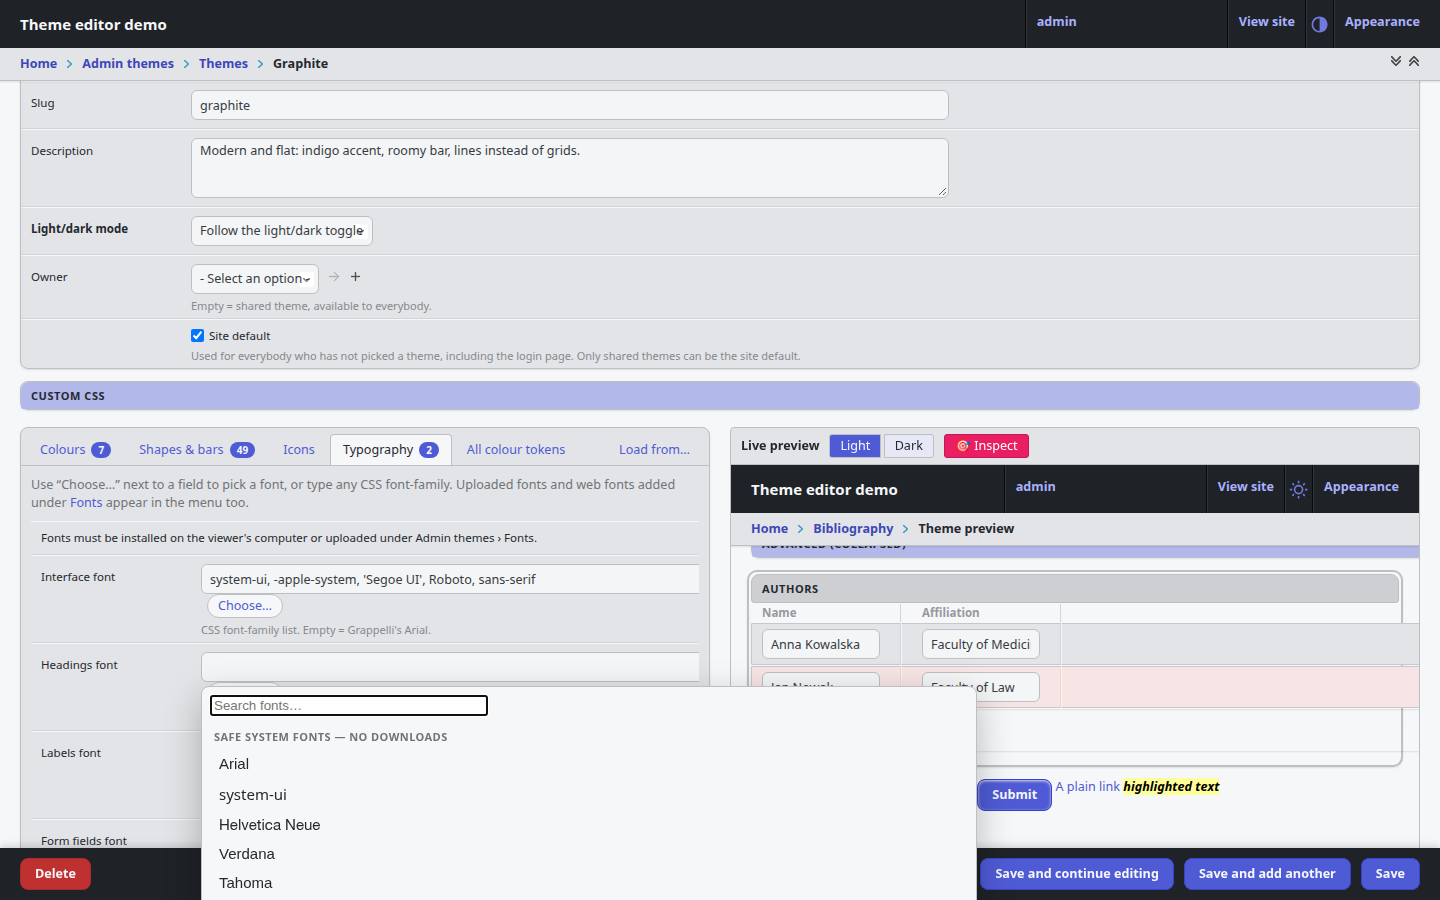 Theme editor demo
admin
View site
Appearance
Home > Admin themes > Themes > Graphite
Slug
graphite
Description
Modern and flat: indigo accent, roomy bar, lines instead of grids.
Light/dark mode
Follow the light/dark toggle
Owner
- Select an option
Empty = shared theme, available to everybody.
Site default
Used for everybody who has not picked a theme, including the login page. Only shared themes can be the site default.
CUSTOM CSS
Colours 7
Shapes & bars 49
Icons
Typography 2
All colour tokens
Load from...
Use “Choose...” next to a field to pick a font, or type any CSS font-family. Uploaded fonts and web fonts added
under Fonts appear in the menu too.
Fonts must be installed on the viewer's computer or uploaded under Admin themes › Fonts.
Interface font
system-ui, -apple-system, 'Segoe UI', Roboto, sans-serif
Choose...
CSS font-family list. Empty = Grappelli's Arial.
Headings font
Labels font
Form fields font
Search fonts...
SAFE SYSTEM FONTS — NO DOWNLOADS
Arial
system-ui
Helvetica Neue
Verdana
Tahoma
Live preview
Light
Dark
Inspect
Theme editor demo
admin
View site
Appearance
Home > Bibliography > Theme preview
ADVANCED (COLLAPSED)
AUTHORS
Name
Affiliation
Anna Kowalska
Faculty of Medici
Jan Nowak
Faculty of Law
Submit
A plain link highlighted text
Delete
Save and continue editing
Save and add another
Save